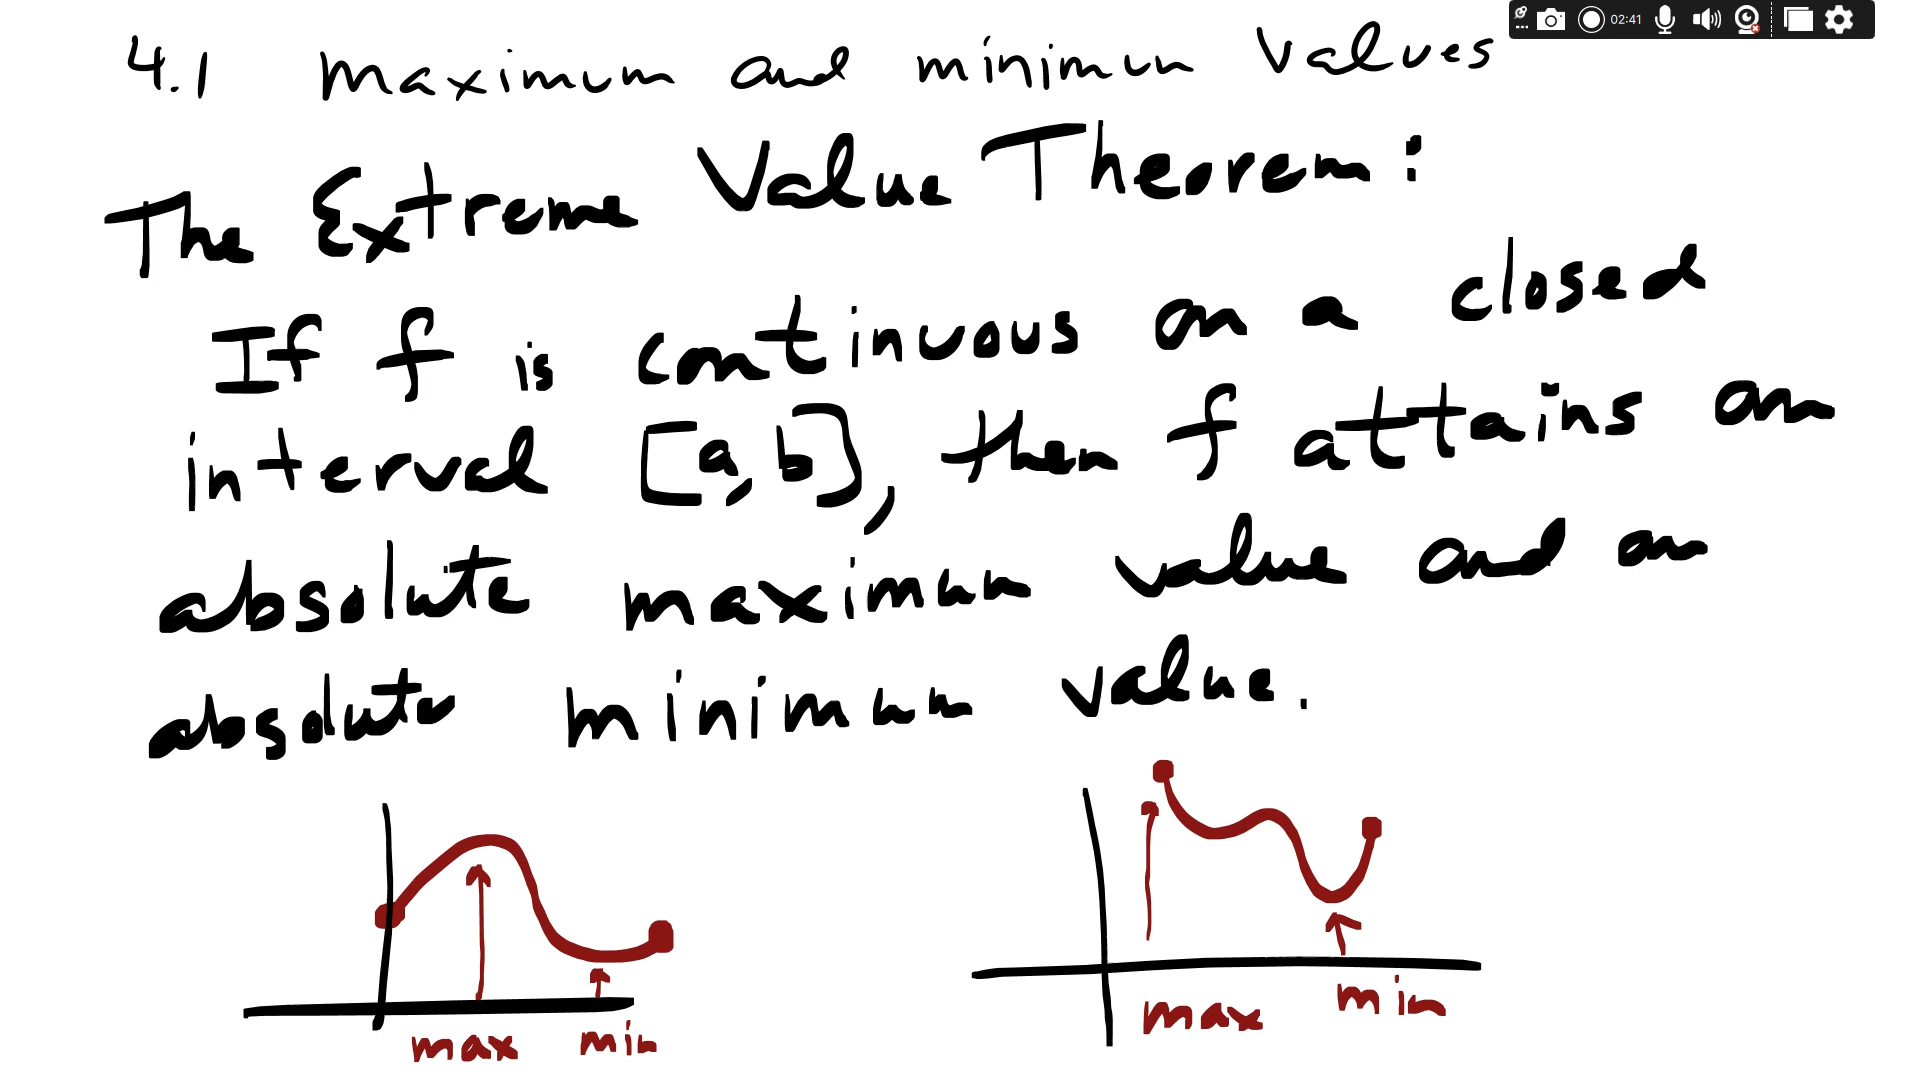 02:41
4.1 maximum and minimum values
The Extreme Value Theorem:
If f is continuous on a closed
interval [a,b], then f attains an
absolute maximum value and an
absolute minimum value.
max min
max min